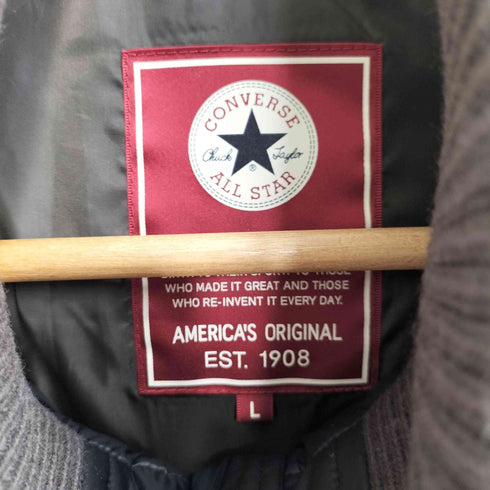 CONVERSE
Chuck Taylor
ALL STAR
WHO MADE IT GREAT AND THOSE
WHO RE-INVENT IT EVERY DAY.
AMERICA'S ORIGINAL
EST. 1908
L